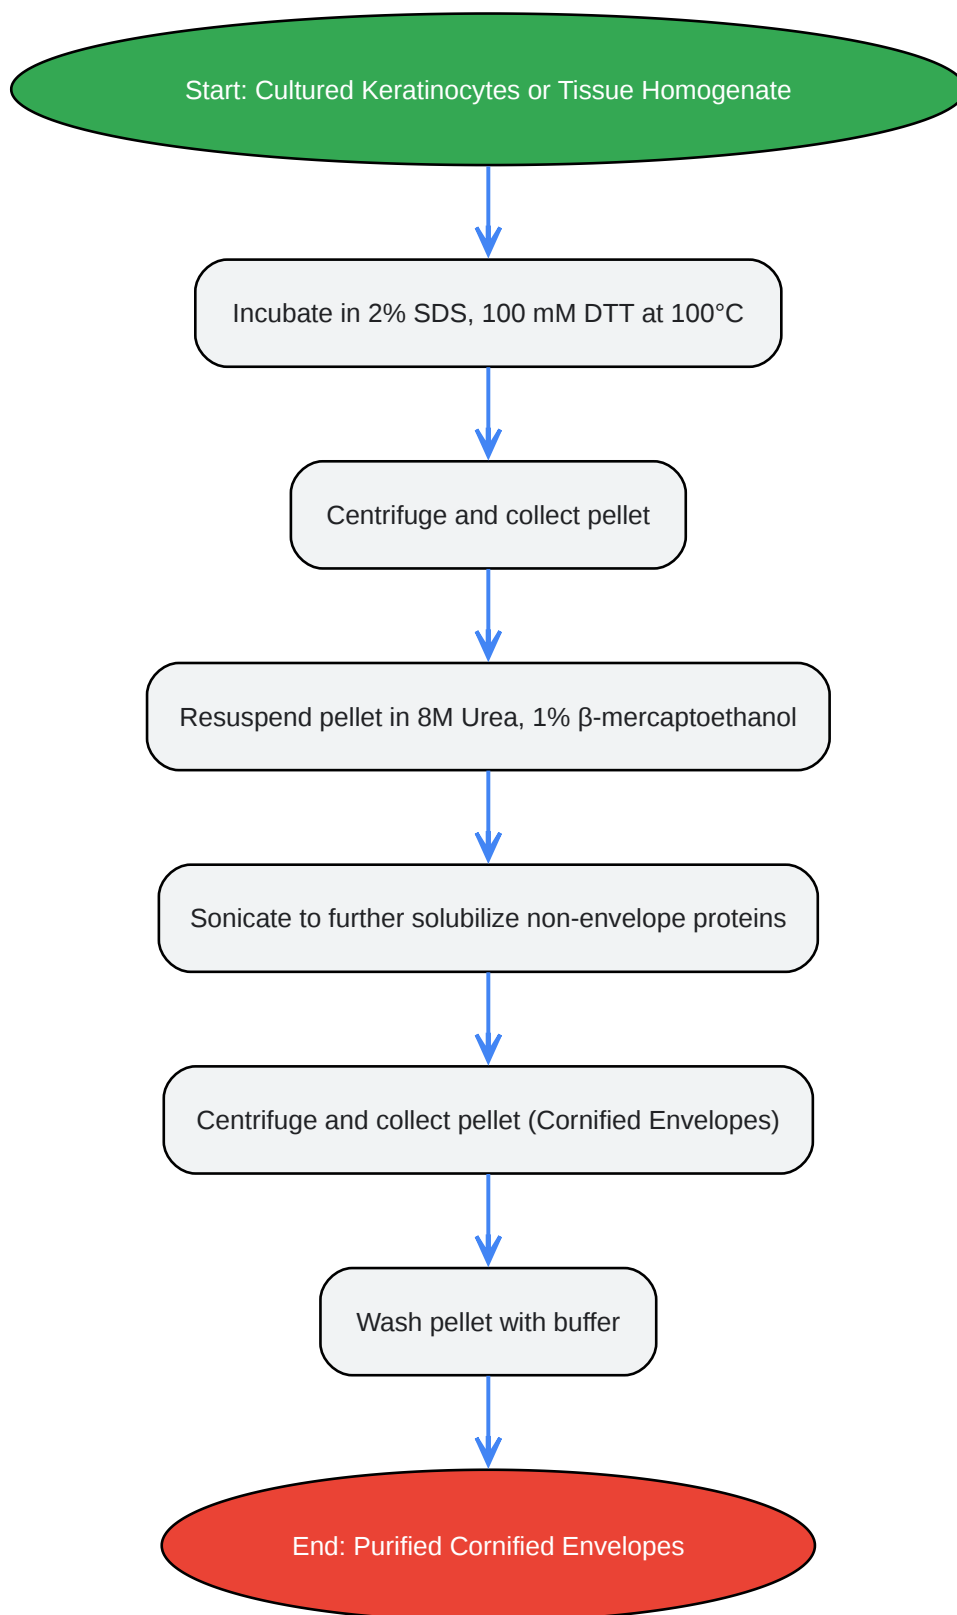 Start: Cultured Keratinocytes or Tissue Homogenate
Incubate in 2% SDS, 100 mM DTT at 100°C
Centrifuge and collect pellet
Resuspend pellet in 8M Urea, 1% β-mercaptoethanol
Sonicate to further solubilize non-envelope proteins
Centrifuge and collect pellet (Cornified Envelopes)
Wash pellet with buffer
End: Purified Cornified Envelopes